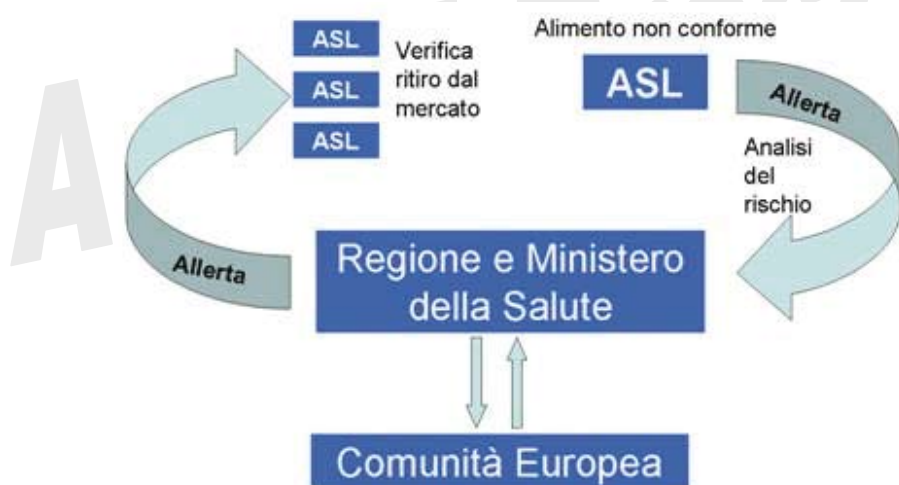 Alimento non conforme
ASL
Allerta
Analisi
del
rischio
Regione e Ministero
della Salute
Comunità Europea
Allerta
ASL
ASL
ASL
Verifica
ritiro dal
mercato
A